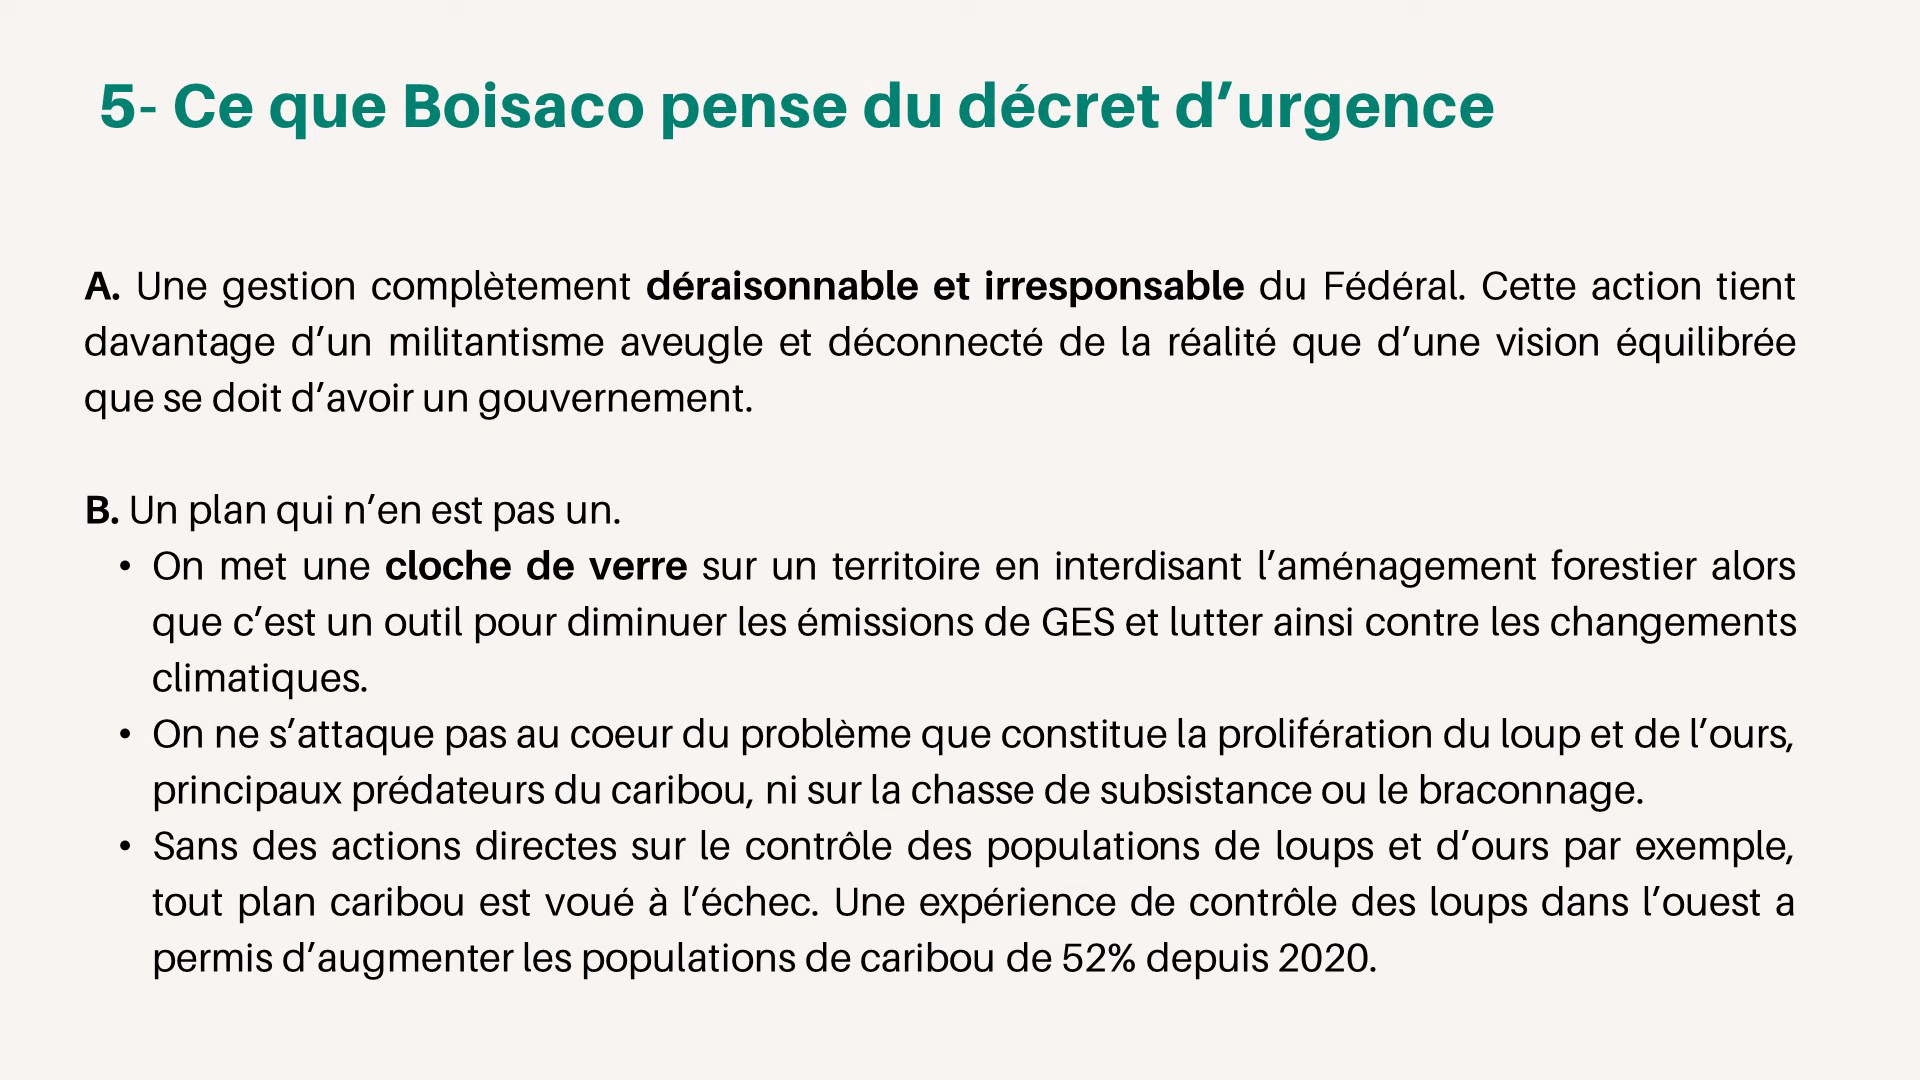 5- Ce que Boisaco pense du décret d’urgence
A. Une gestion complètement déraisonnable et irresponsable du Fédéral. Cette action tient
davantage d’un militantisme aveugle et déconnecté de la réalité que d’une vision équilibrée
que se doit d’avoir un gouvernement.
B. Un plan qui n’en est pas un.
• On met une cloche de verre sur un territoire en interdisant l’aménagement forestier alors
que c’est un outil pour diminuer les émissions de GES et lutter ainsi contre les changements
climatiques.
• On ne s’attaque pas au coeur du problème que constitue la prolifération du loup et de l’ours,
principaux prédateurs du caribou, ni sur la chasse de subsistance ou le braconnage.
• Sans des actions directes sur le contrôle des populations de loups et d’ours par exemple,
tout plan caribou est voué à l’échec. Une expérience de contrôle des loups dans l’ouest a
permis d’augmenter les populations de caribou de 52% depuis 2020.